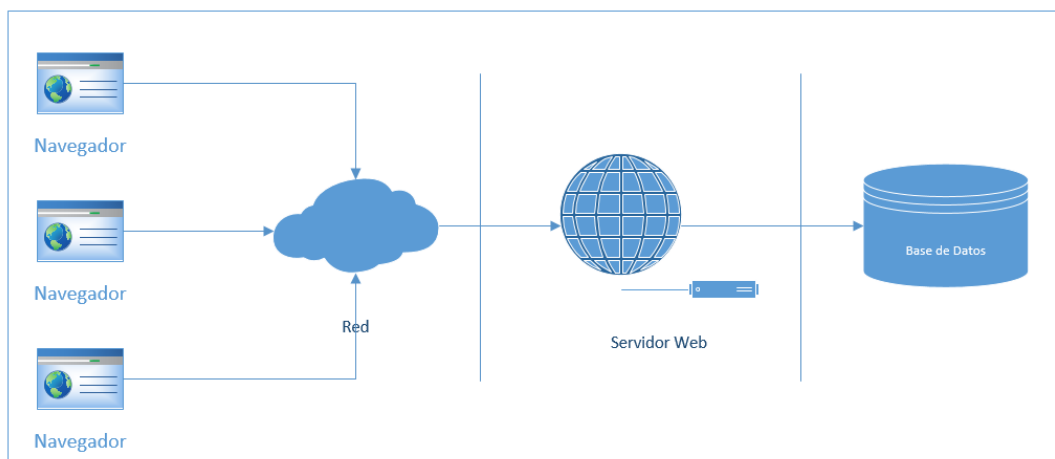 Navegador
Navegador
Red
Servidor Web
Base de Datos
Navegador